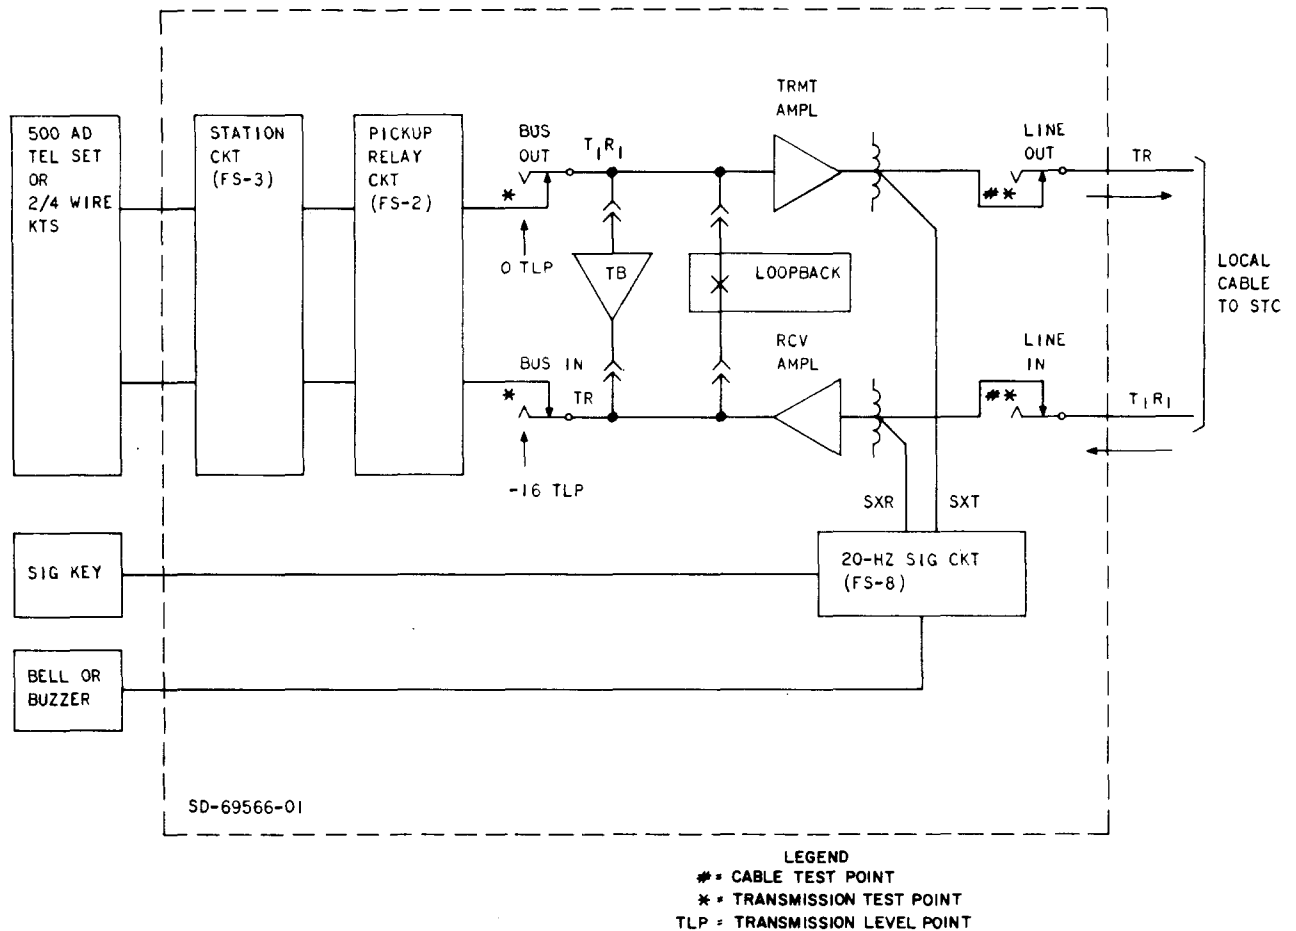 TRMT
AMPL
500 AD
TEL SET
OR
2/4 WIRE
KTS
STATION
CKT
(FS-3)
PICKUP
RELAY
CKT
(FS-2)
BUS
OUT
T1R1
*
0 TLP
LINE
OUT
#*
TR
TB
LOOPBACK
LOCAL
CABLE
TO STC
RCV
AMPL
BUS IN
*
TR
-16 TLP
LINE
IN
#*
T1R1
SXR
SXT
SIG KEY
20-HZ SIG CKT
(FS-8)
BELL OR
BUZZER
SD-69566-01
LEGEND
# = CABLE TEST POINT
* = TRANSMISSION TEST POINT
TLP = TRANSMISSION LEVEL POINT